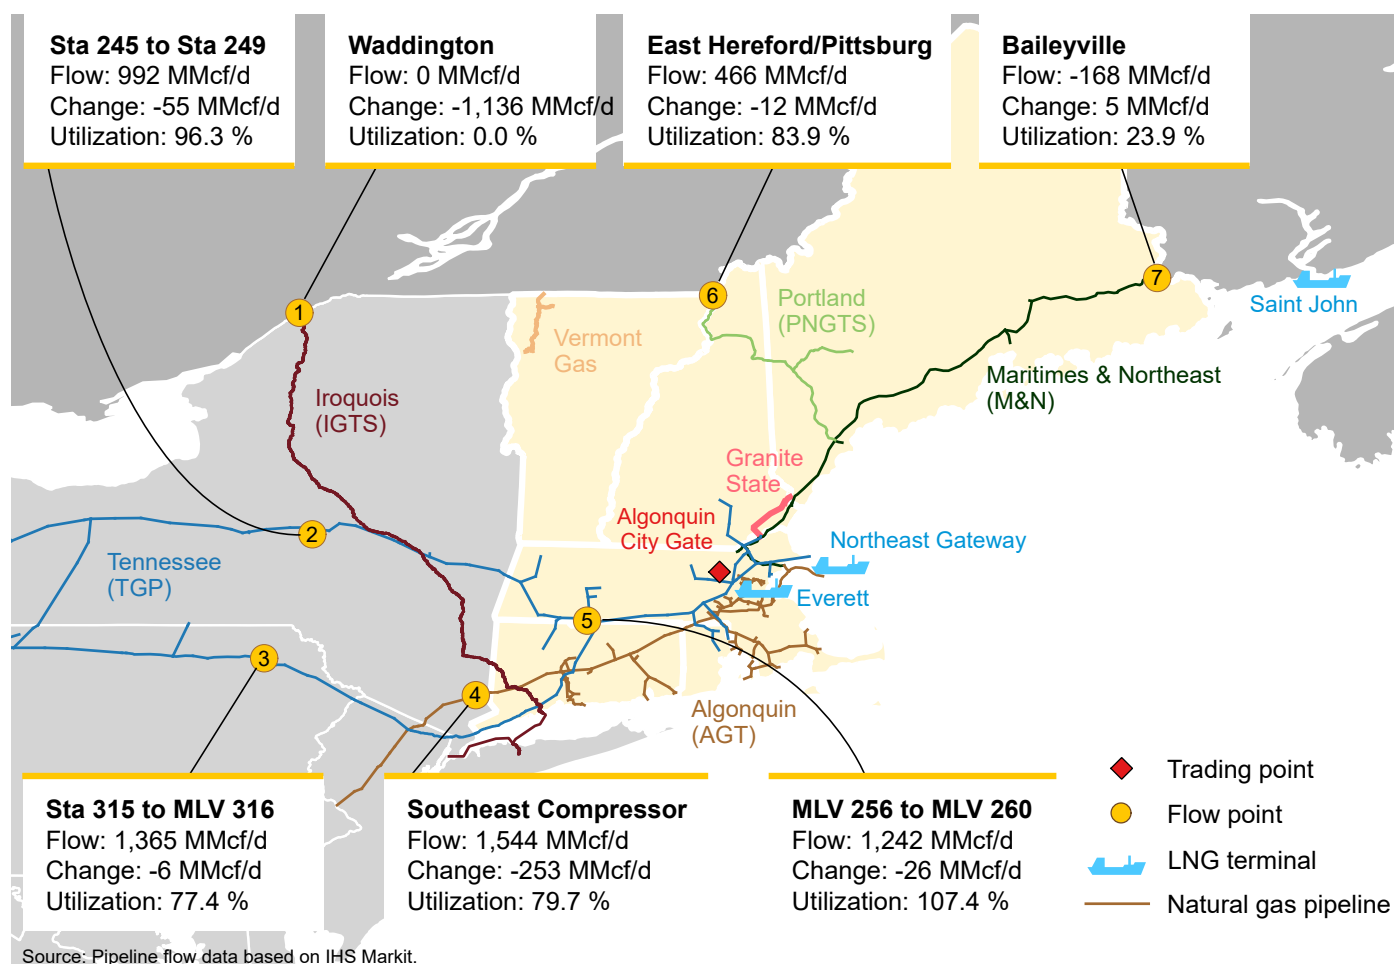 Sta 245 to Sta 249
Flow: 992 MMcf/d
Change: -55 MMcf/d
Utilization: 96.3 %
Waddington
Flow: 0 MMcf/d
Change: -1,136 MMcf/d
Utilization: 0.0 %
East Hereford/Pittsburg
Flow: 466 MMcf/d
Change: -12 MMcf/d
Utilization: 83.9 %
Baileyville
Flow: -168 MMcf/d
Change: 5 MMcf/d
Utilization: 23.9 %
1
6
7
Portland
(PNGTS)
Saint John
Vermont
Gas
Iroquois
(IGTS)
Maritimes & Northeast
(M&N)
Granite
State
Algonquin
City Gate
2
Northeast Gateway
Tennessee
(TGP)
Everett
5
3
4
Algonquin
(AGT)
Sta 315 to MLV 316
Flow: 1,365 MMcf/d
Change: -6 MMcf/d
Utilization: 77.4 %
Southeast Compressor
Flow: 1,544 MMcf/d
Change: -253 MMcf/d
Utilization: 79.7 %
MLV 256 to MLV 260
Flow: 1,242 MMcf/d
Change: -26 MMcf/d
Utilization: 107.4 %
Trading point
Flow point
LNG terminal
Natural gas pipeline
Source: Pipeline flow data based on IHS Markit.